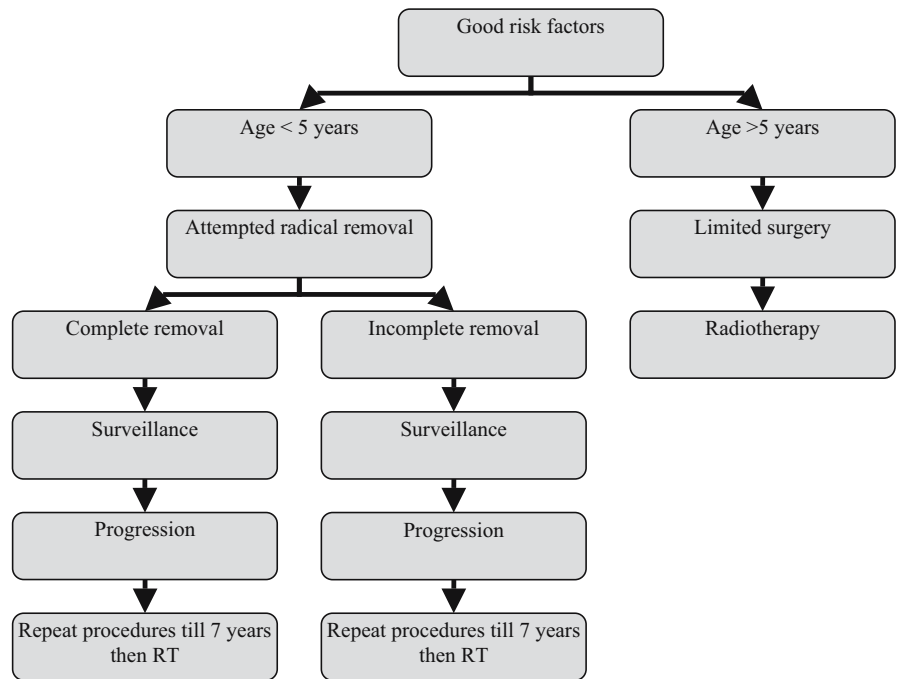 Good risk factors
Age < 5 years
Age >5 years
Attempted radical removal
Limited surgery
Complete removal
Incomplete removal
Radiotherapy
Surveillance
Surveillance
Progression
Progression
Repeat procedures till 7 years
then RT
Repeat procedures till 7 years
then RT